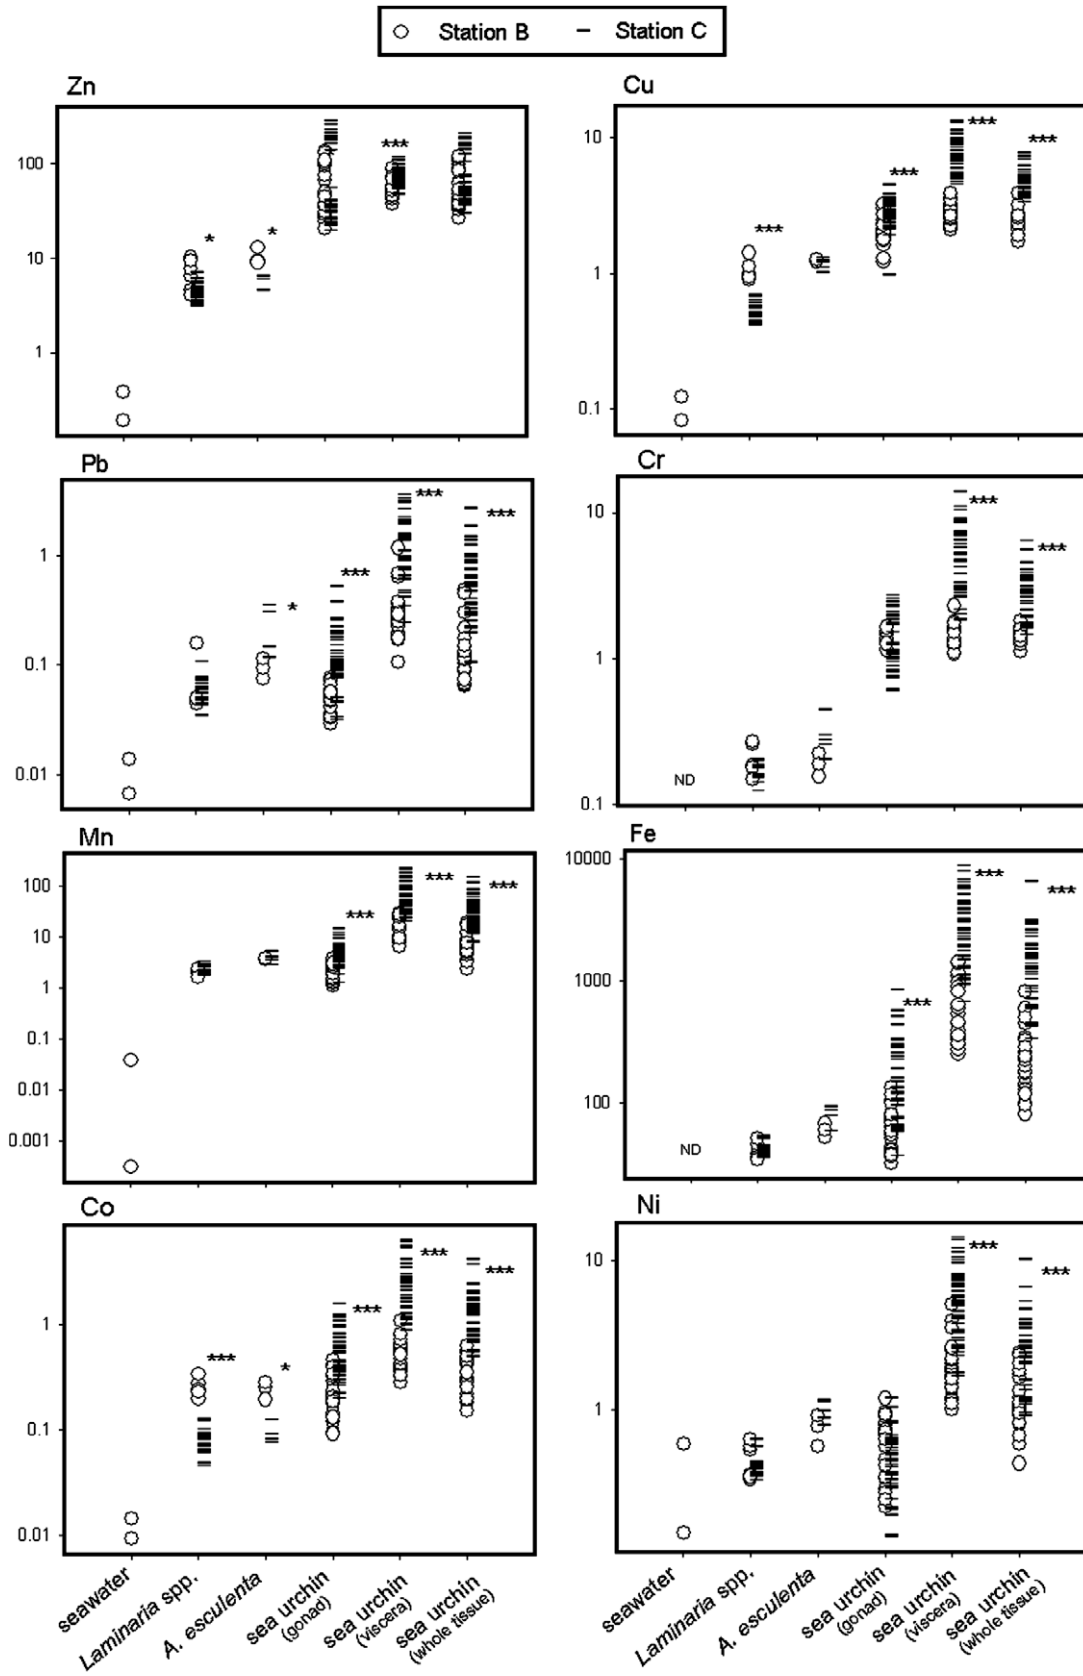 Station B
Station C
Zn
100
10
1
*
*
***
Cu
10
1
0.1
***
***
***
***
Pb
1
0.1
0.01
*
***
***
***
Cr
10
1
0.1
ND
***
***
Mn
100
10
1
0.1
0.01
0.001
***
***
***
Fe
10000
1000
100
ND
***
***
***
Co
1
0.1
0.01
***
*
***
***
***
Ni
10
1
***
***
seawater
Laminaria spp.
A. esculenta
sea urchin
(gonad)
sea urchin
(viscera)
sea urchin
(whole tissue)
seawater
Laminaria spp.
A. esculenta
sea urchin
(gonad)
sea urchin
(viscera)
sea urchin
(whole tissue)